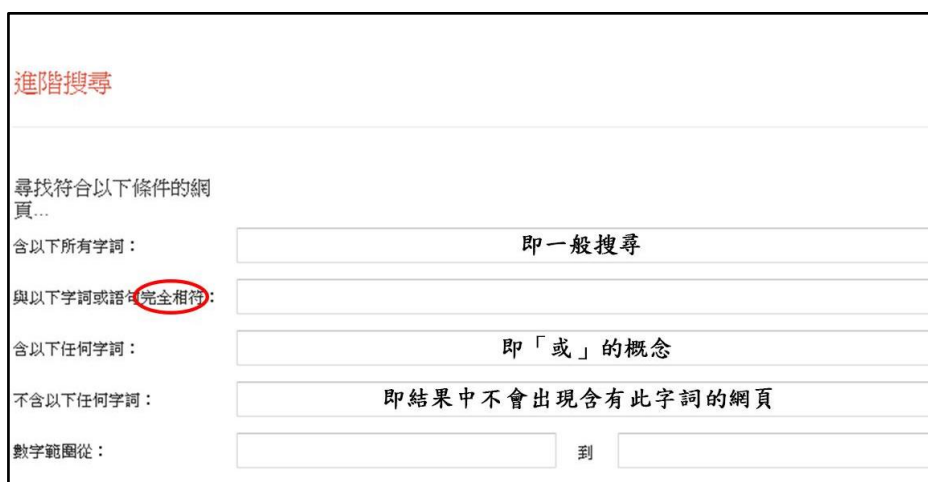 進階搜尋
尋找符合以下條件的網
頁...
含以下所有字詞：
即一般搜尋
與以下字詞或語句完全相符：
含以下任何字詞：
即「或」的概念
不含以下任何字詞：
即結果中不會出現含有此字詞的網頁
數字範圍從：
到